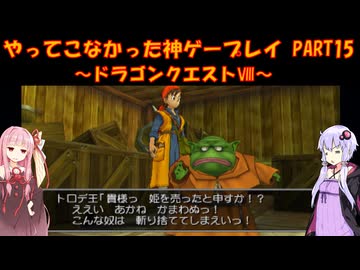 やってこなかった神ゲープレイ PART15
～ドラゴンクエストⅧ～
トロデ王「貴様っ　姫を売ったと申すか！？
ええい　あかね　かまわぬっ！
こんな奴は　斬り捨ててしまえいっ！